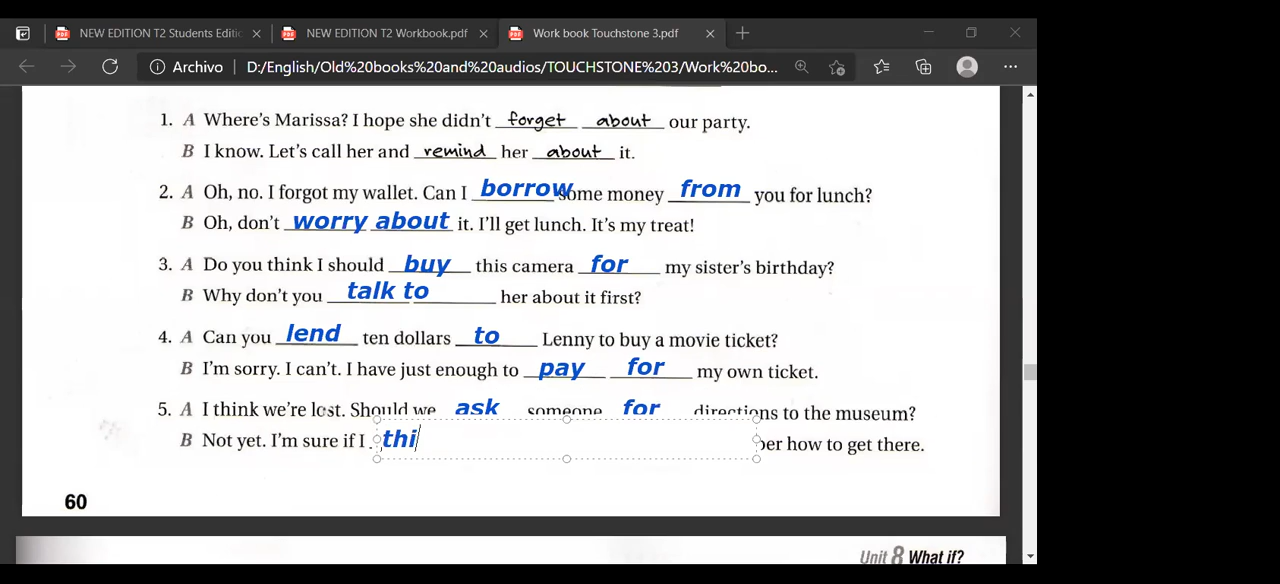 NEW EDITION T2 Students Editi
NEW EDITION T2 Workbook.pdf
Work book Touchstone 3.pdf
Archivo | D:/English/Old%20books%20and%20audios/TOUCHSTONE%203/Work%20bo...
1. A Where's Marissa? I hope she didn't forget about our party.
B I know. Let's call her and remind her about it.
2. A Oh, no. I forgot my wallet. Can I borrow some money from you for lunch?
B Oh, don't worry about it. I'll get lunch. It's my treat!
3. A Do you think I should buy this camera for my sister's birthday?
B Why don't you talk to her about it first?
4. A Can you lend ten dollars to Lenny to buy a movie ticket?
B I'm sorry. I can't. I have just enough to pay for my own ticket.
5. A I think we're lost. Should we ask someone for directions to the museum?
B Not yet. I'm sure if I thi ber how to get there.
60
Unit 8 What if?